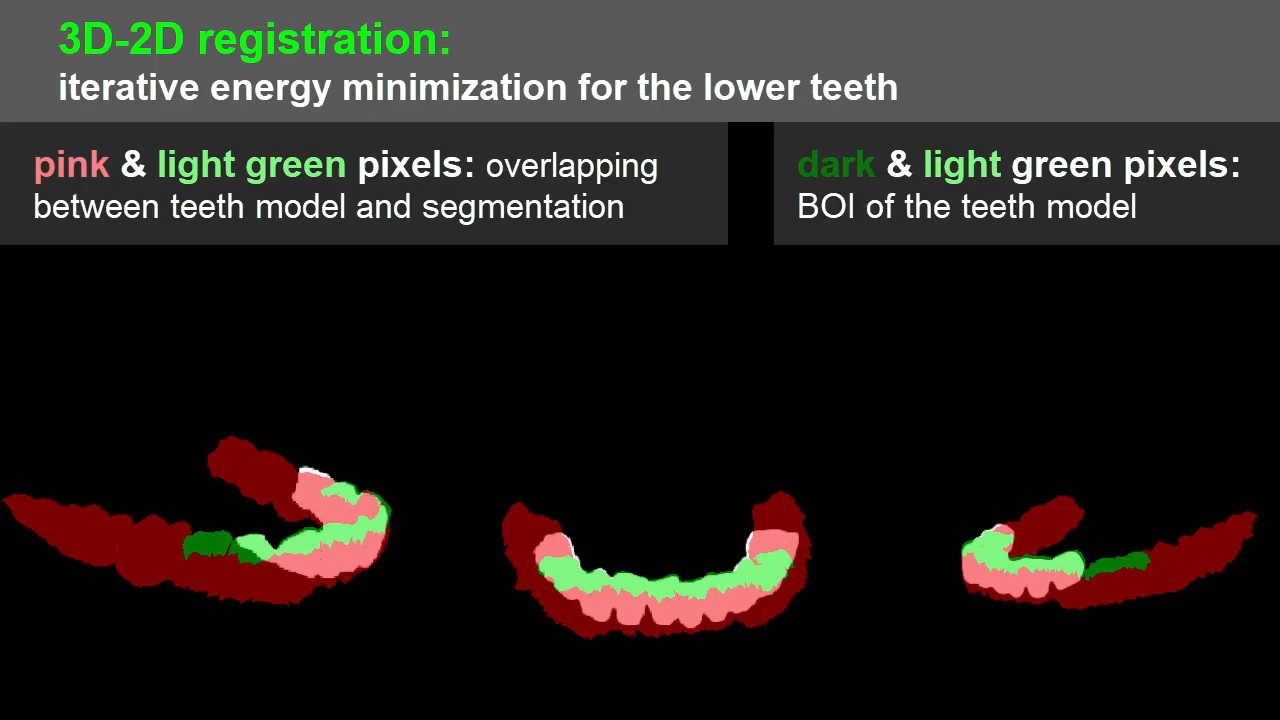 3D-2D registration:
iterative energy minimization for the lower teeth
pink & light green pixels: overlapping
between teeth model and segmentation
dark & light green pixels:
BOI of the teeth model